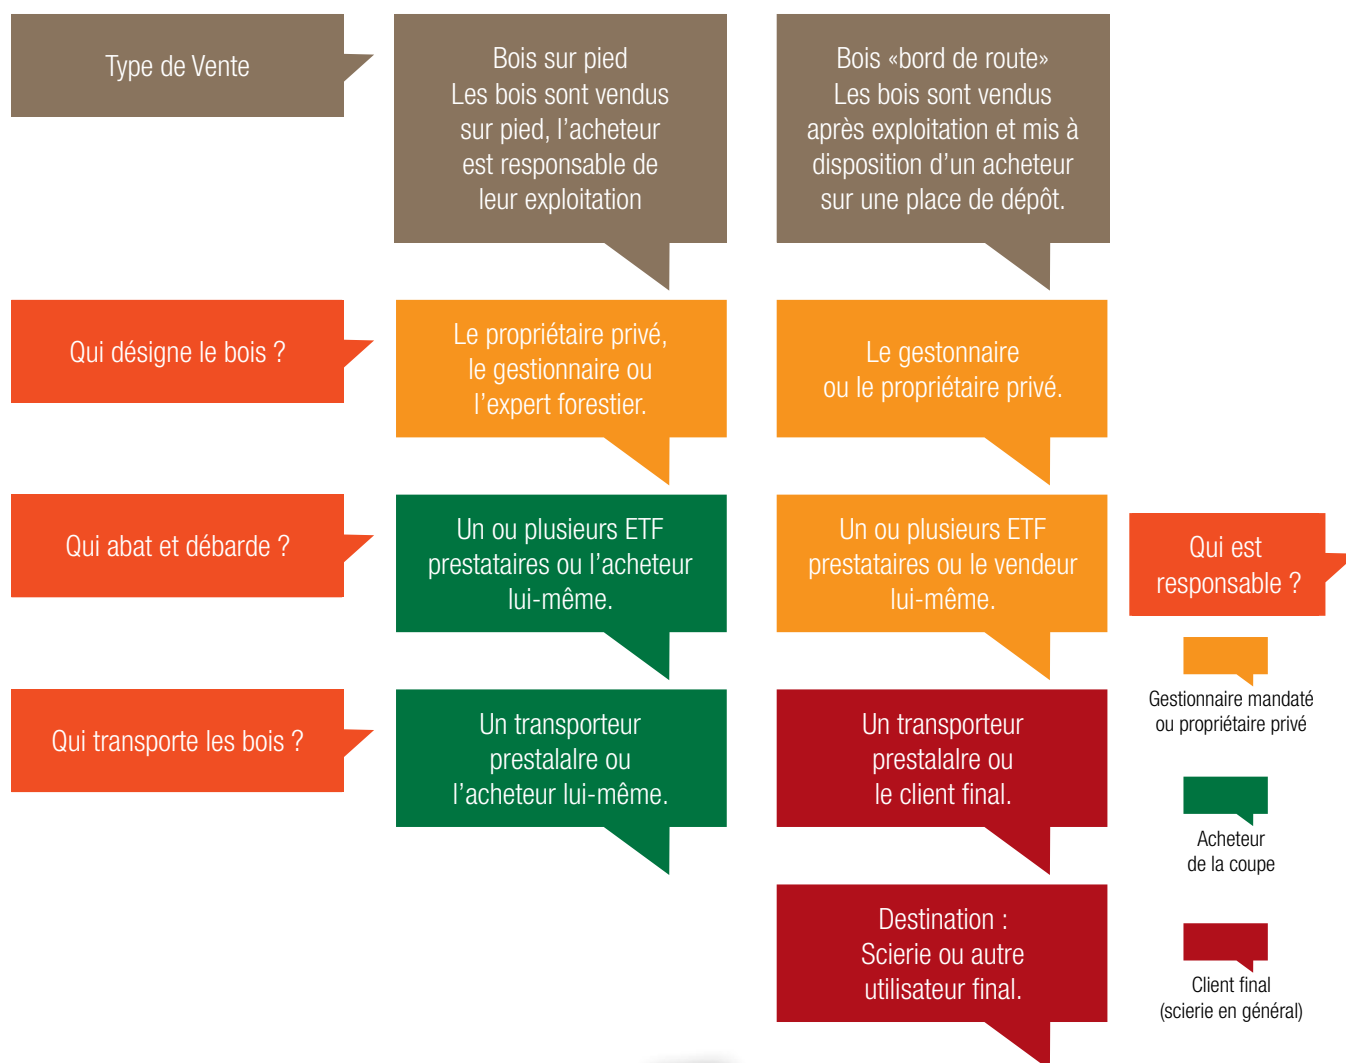 Type de Vente
Bois sur pied
Les bois sont vendus
sur pied, l’acheteur
est responsable de
leur exploitation
Bois «bord de route»
Les bois sont vendus
après exploitation et mis à
disposition d’un acheteur
sur une place de dépôt.
Qui désigne le bois ?
Le propriétaire privé,
le gestionnaire ou
l’expert forestier.
Le gestonnaire
ou le propriétaire privé.
Qui abat et débarde ?
Un ou plusieurs ETF
prestataires ou l’acheteur
lui-même.
Un ou plusieurs ETF
prestataires ou le vendeur
lui-même.
Qui transporte les bois ?
Un transporteur
prestalalre ou
l’acheteur lui-même.
Un transporteur
prestalalre ou
le client final.
Destination :
Scierie ou autre
utilisateur final.
Qui est
responsable ?
Gestionnaire mandaté
ou propriétaire privé
Acheteur
de la coupe
Client final
(scierie en général)